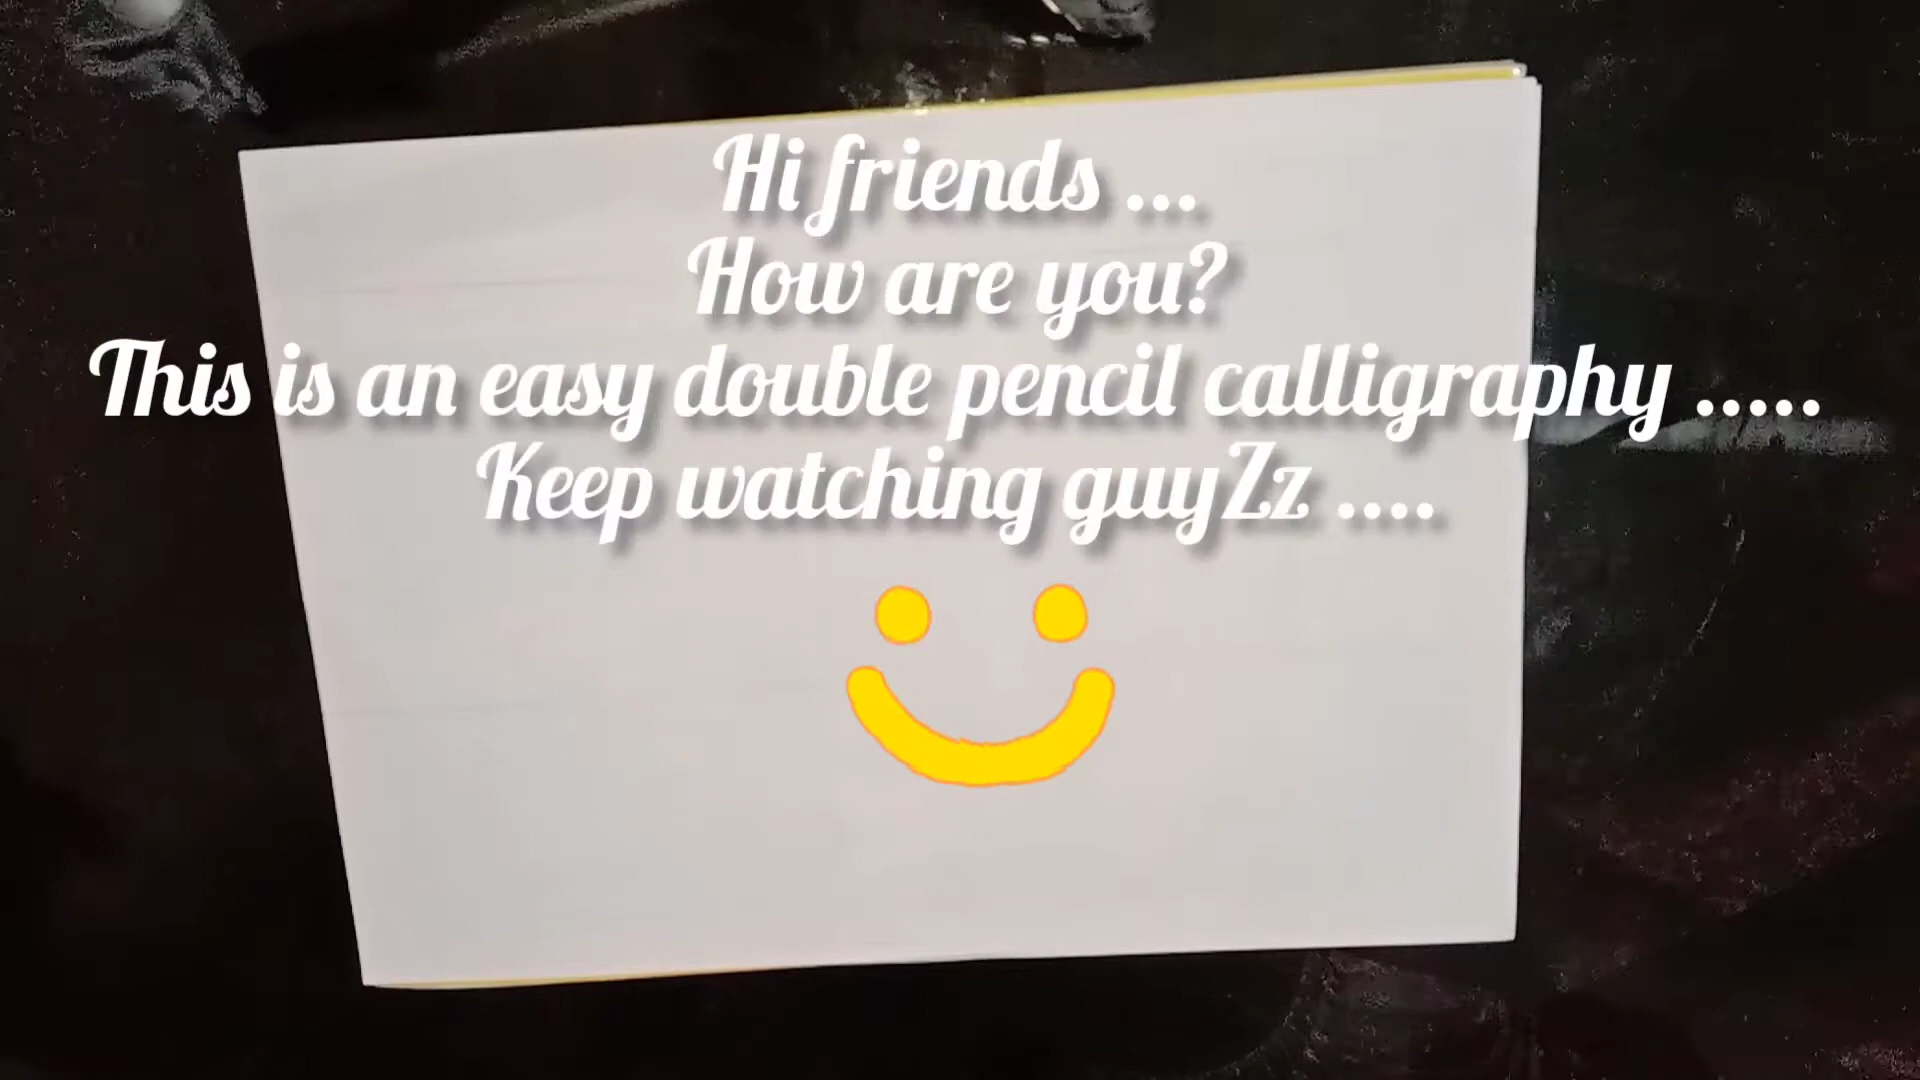 Hi friends ...
How are you?
This is an easy double pencil calligraphy .....
Keep watching guyZz ....